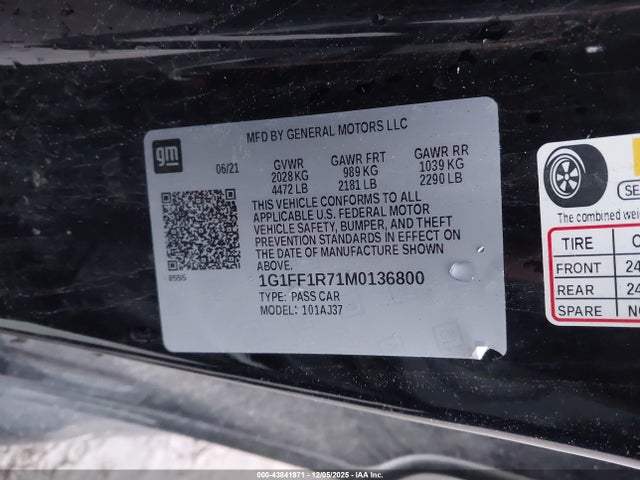 gm
MFD BY GENERAL MOTORS LLC
06/21
GVWR GAWR FRT GAWR RR
2028 KG 989 KG 1039 KG
4472 LB 2181 LB 2290 LB
THIS VEHICLE CONFORMS TO ALL
APPLICABLE U.S. FEDERAL MOTOR
VEHICLE SAFETY, BUMPER, AND THEFT
PREVENTION STANDARDS IN EFFECT ON
THE DATE OF MANUFACTURE SHOWN
ABOVE.
8555
1G1FF1R71M0136800
TYPE: PASS CAR
MODEL: 101AJ37
The combined
TIRE
FRONT 24
REAR 24
SPARE
000-43841971 - 12/05/2025 - IAA Inc.